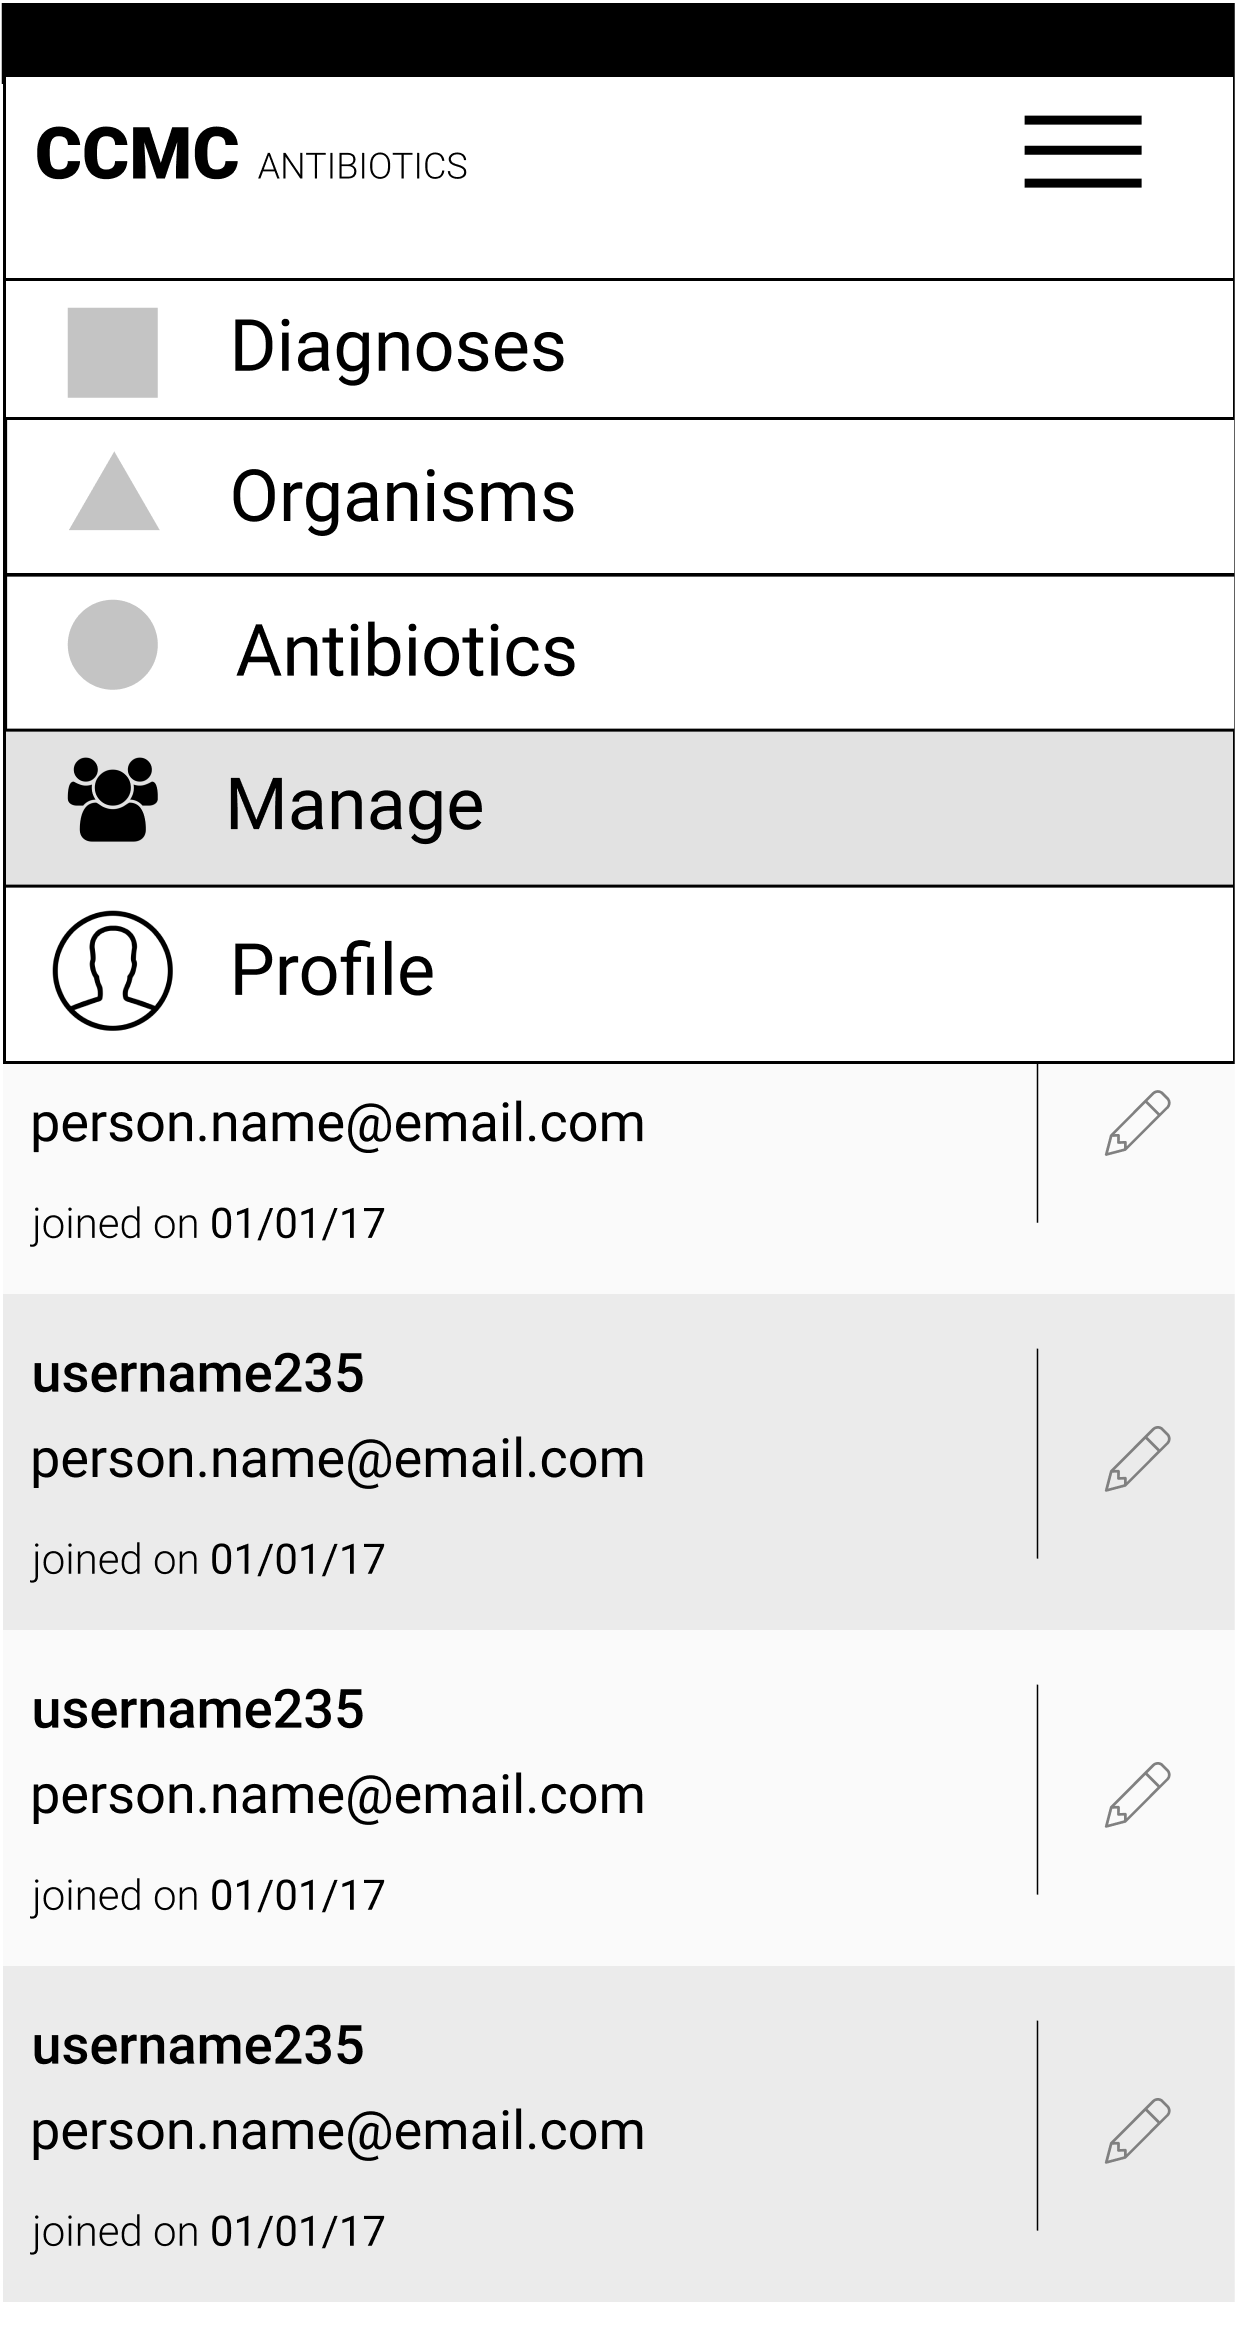 CCMC ANTIBIOTICS
Diagnoses
Organisms
Antibiotics
Manage
Profile
person.name@email.com
joined on 01/01/17
username235
person.name@email.com
joined on 01/01/17
username235
person.name@email.com
joined on 01/01/17
username235
person.name@email.com
joined on 01/01/17